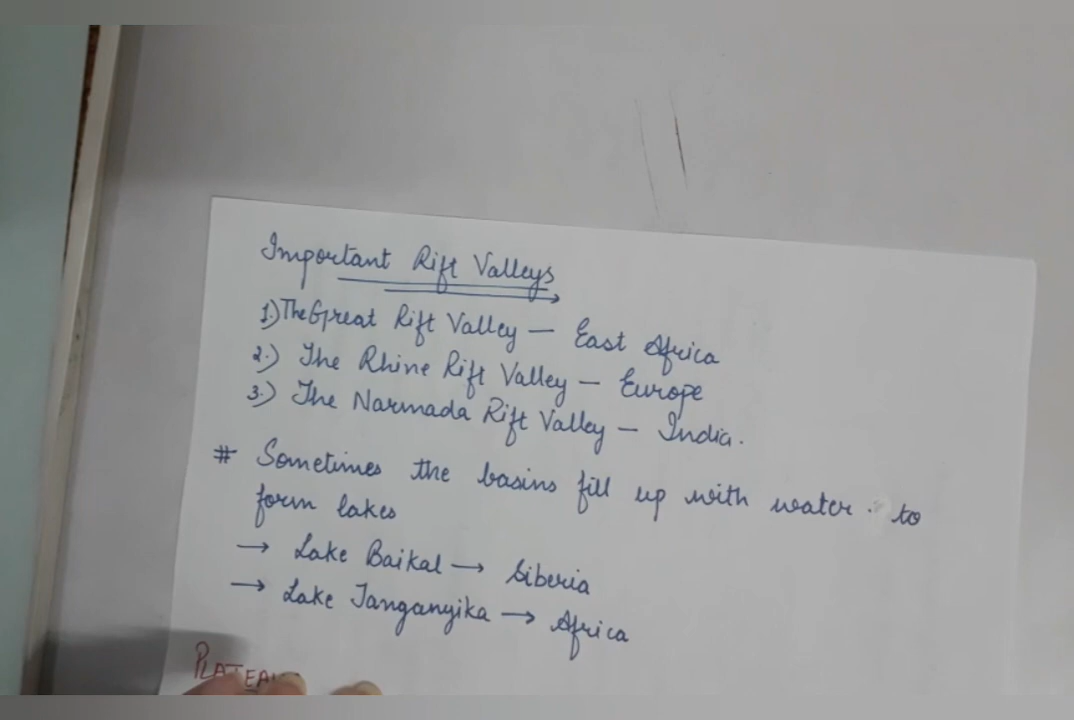 Important Rift Valleys
1.) The Great Rift Valley — East Africa
2.) The Rhine Rift Valley — Europe
3.) The Narmada Rift Valley — India.
# Sometimes the basins fill up with water to
form lakes
→ Lake Baikal → Siberia
→ Lake Tanganyika → Africa